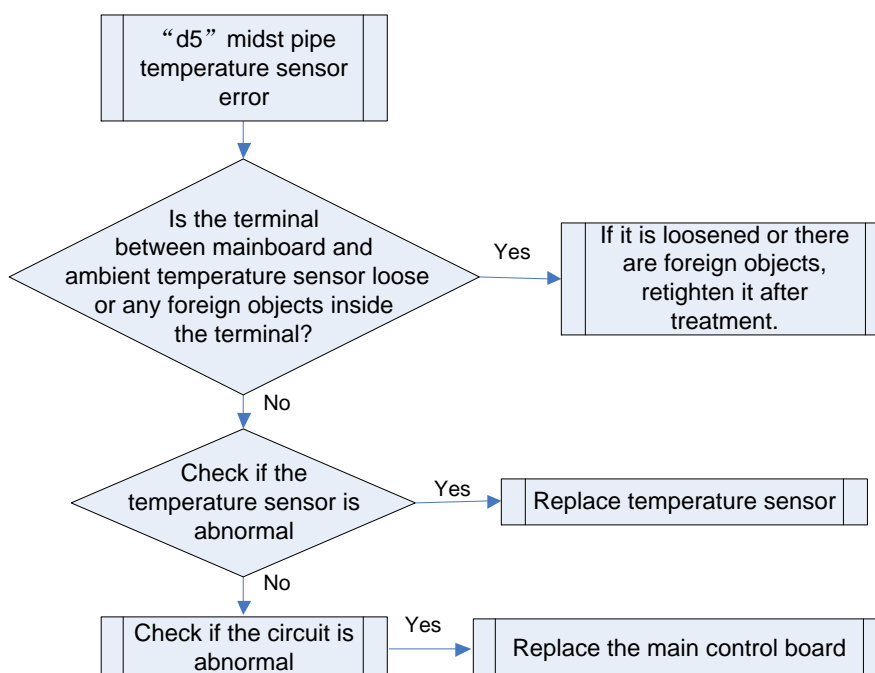 “d5” midst pipe
temperature sensor
error
Is the terminal
between mainboard and
ambient temperature sensor loose
or any foreign objects inside
the terminal?
Yes
If it is loosened or there
are foreign objects,
retighten it after
treatment.
No
Check if the
temperature sensor is
abnormal
Yes
Replace temperature sensor
No
Check if the circuit is
abnormal
Yes
Replace the main control board